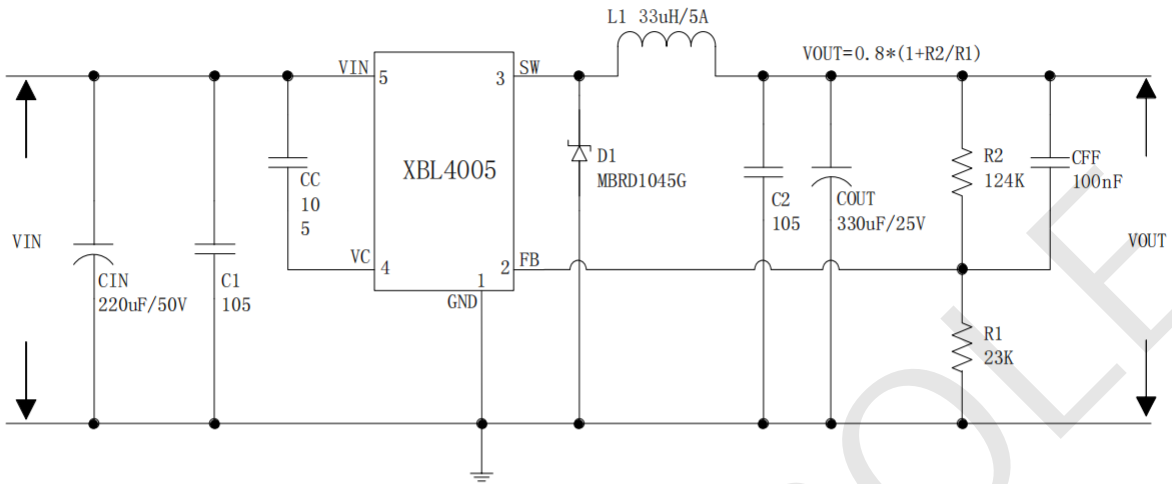 L1 33uH/5A
VOUT=0.8*(1+R2/R1)
VIN
5
3
SW
XBL4005
CC
10
5
VC
4
1
GND
2
FB
VIN
CIN
220uF/50V
C1
105
D1
MBRD1045G
C2
105
COUT
330uF/25V
R2
124K
CFF
100nF
VOUT
R1
23K
OLE